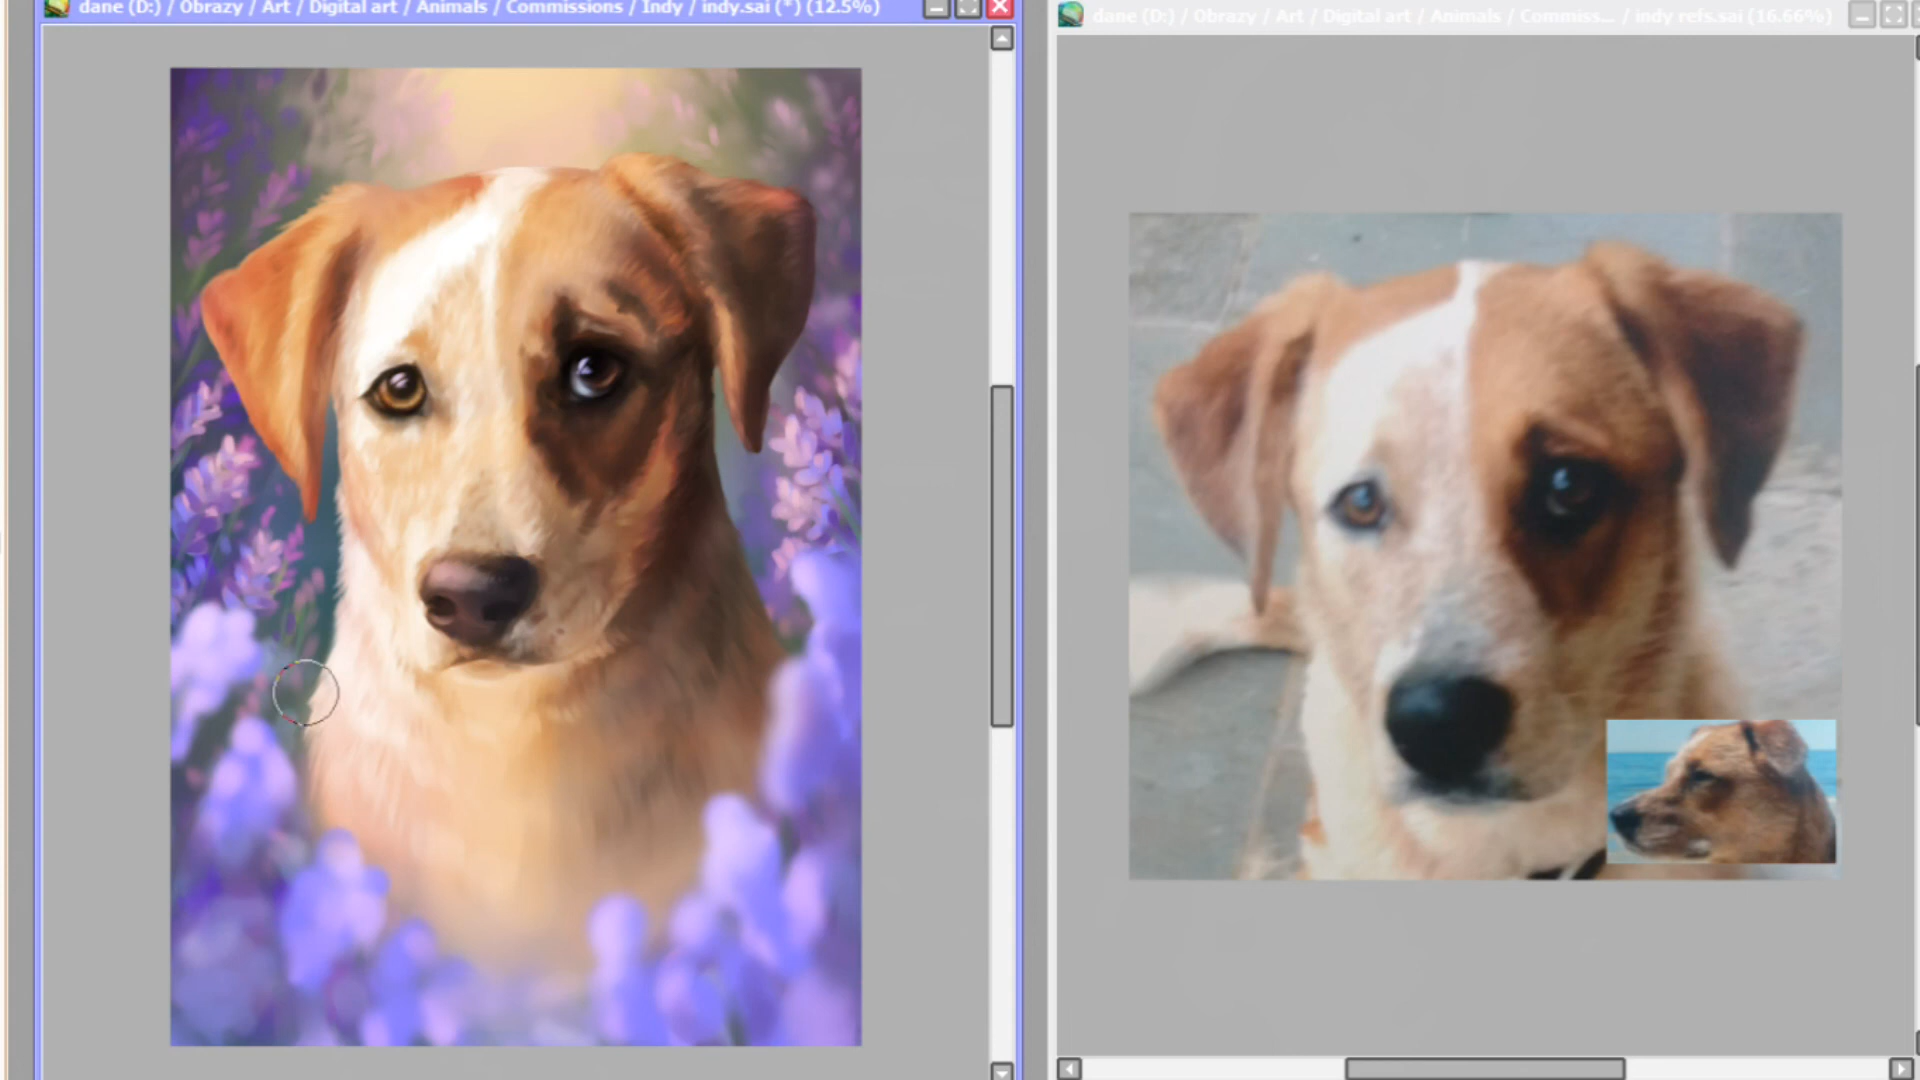 dane (D:) / Obrazy / Art / Digital art / Animals / Commissions / Indy / indy.sai (*) (12.5%)
dane (D:) / Obrazy / Art / Digital art / Animals / Commiss... / indy refs.sai (16.66%)